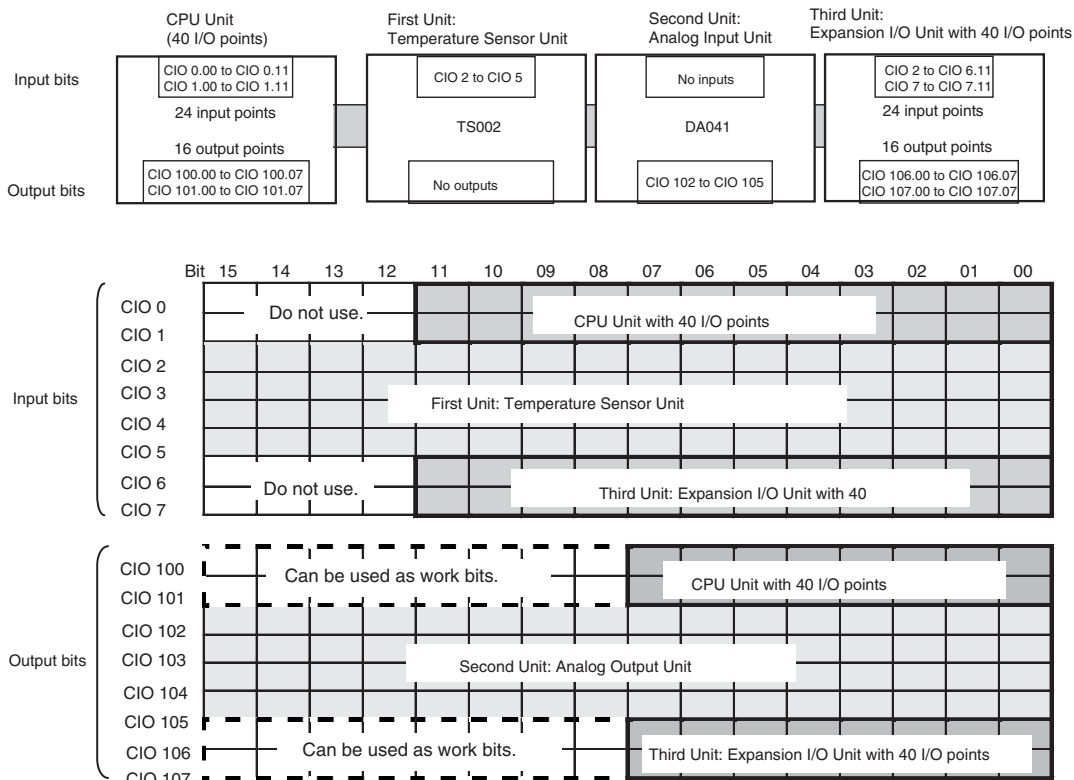 CPU Unit
(40 I/O points)
First Unit:
Temperature Sensor Unit
Second Unit:
Analog Input Unit
Third Unit:
Expansion I/O Unit with 40 points
Input bits
CIO 0.00 to CIO 0.11
CIO 1.00 to CIO 1.11
CIO 2 to CIO 5
No inputs
CIO 2 to CIO 6.11
CIO 7 to CIO 7.11
24 input points
TS002
DA041
24 input points
16 output points
16 output points
Output bits
CIO 100.00 to CIO 100.07
CIO 101.00 to CIO 101.07
No outputs
CIO 102 to CIO 105
CIO 106.00 to CIO 106.07
CIO 107.00 to CIO 107.07
Bit 15 14 13 12 11 10 09 08 07 06 05 04 03 02 01 00
Input bits
CIO 0
CIO 1
Do not use.
CPU Unit with 40 I/O points
CIO 2
CIO 3
CIO 4
CIO 5
First Unit: Temperature Sensor Unit
CIO 6
CIO 7
Do not use.
Third Unit: Expansion I/O Unit with 40
Output bits
CIO 100
CIO 101
Can be used as work bits.
CPU Unit with 40 I/O points
CIO 102
CIO 103
CIO 104
CIO 105
Second Unit: Analog Output Unit
CIO 106
CIO 107
Can be used as work bits.
Third Unit: Expansion I/O Unit with 40 I/O points